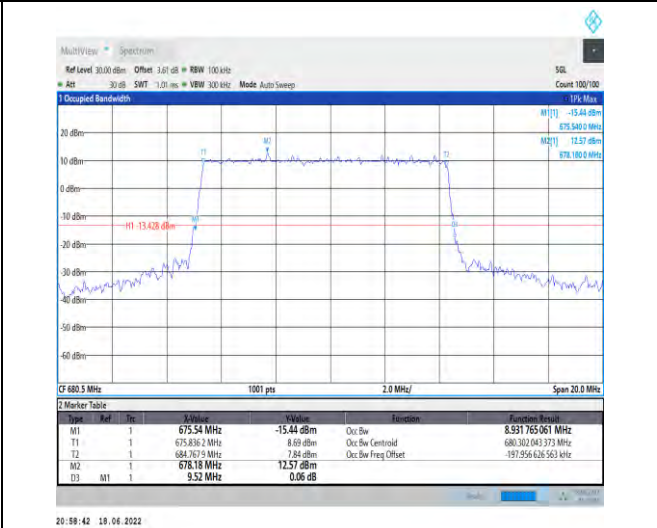 MultiView Spectrum
Ref Level 30.00 dBm Offset 3.61 dB RBW 100 kHz SGL
Att 30 dB SWT 1.01 ms VBW 300 kHz Mode Auto Sweep Count 100/100
1 Occupied Bandwidth 1Pk Max
M1[1] -15.44 dBm
675.540 0 MHz
M2[1] 12.57 dBm
678.180 0 MHz
20 dBm
M2
T1 T2
10 dBm
0 dBm
-10 dBm
M1 D3
H1 -13.428 dBm
-20 dBm
-30 dBm
-40 dBm
-50 dBm
-60 dBm
CF 680.5 MHz 1001 pts 2.0 MHz/ Span 20.0 MHz
2 Marker Table
Type Ref Trc X-Value Y-Value Function Function Result
M1 1 675.54 MHz -15.44 dBm Occ Bw 8.931 765 061 MHz
T1 1 675.836 2 MHz 8.69 dBm Occ Bw Centroid 680.302 043 373 MHz
T2 1 684.767 9 MHz 7.84 dBm Occ Bw Freq Offset -197.956 626 563 kHz
M2 1 678.18 MHz 12.57 dBm
D3 M1 1 9.52 MHz 0.06 dB
20:58:42 18.06.2022